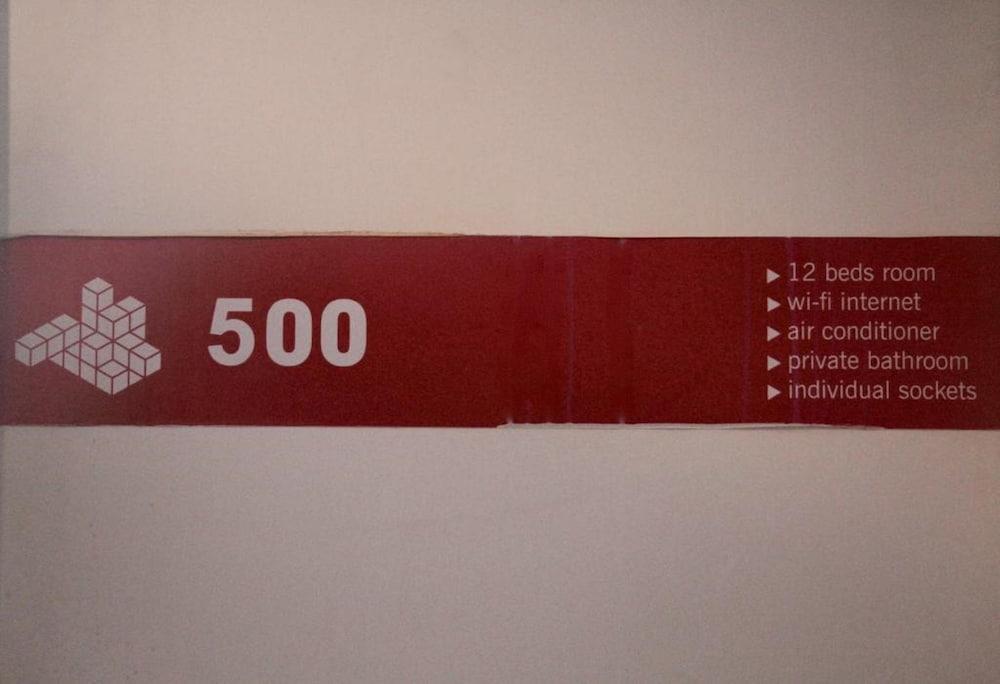 500
12 beds room
wi-fi internet
air conditioner
private bathroom
individual sockets